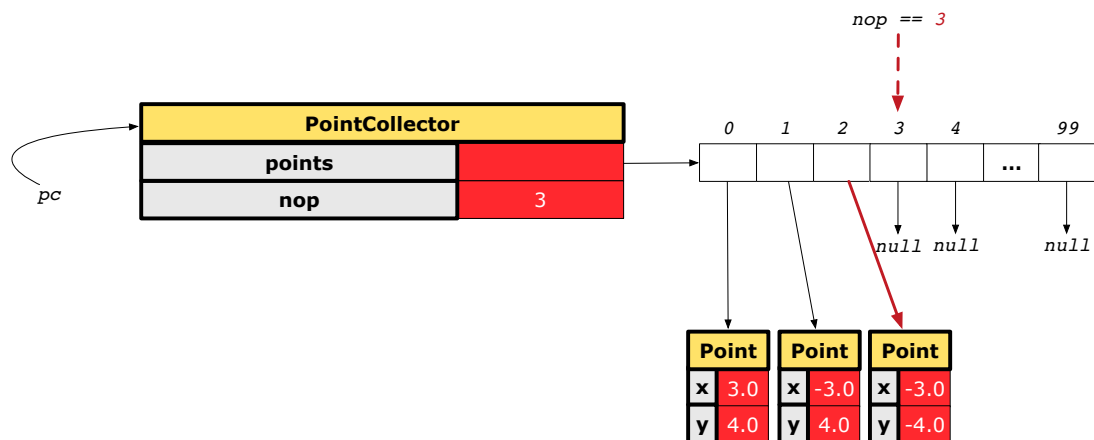 nop == 3
PointCollector
0 1 2 3 4 99
points
...
pc
nop 3
null null null
Point Point Point
x 3.0 x -3.0 x -3.0
y 4.0 y 4.0 y -4.0